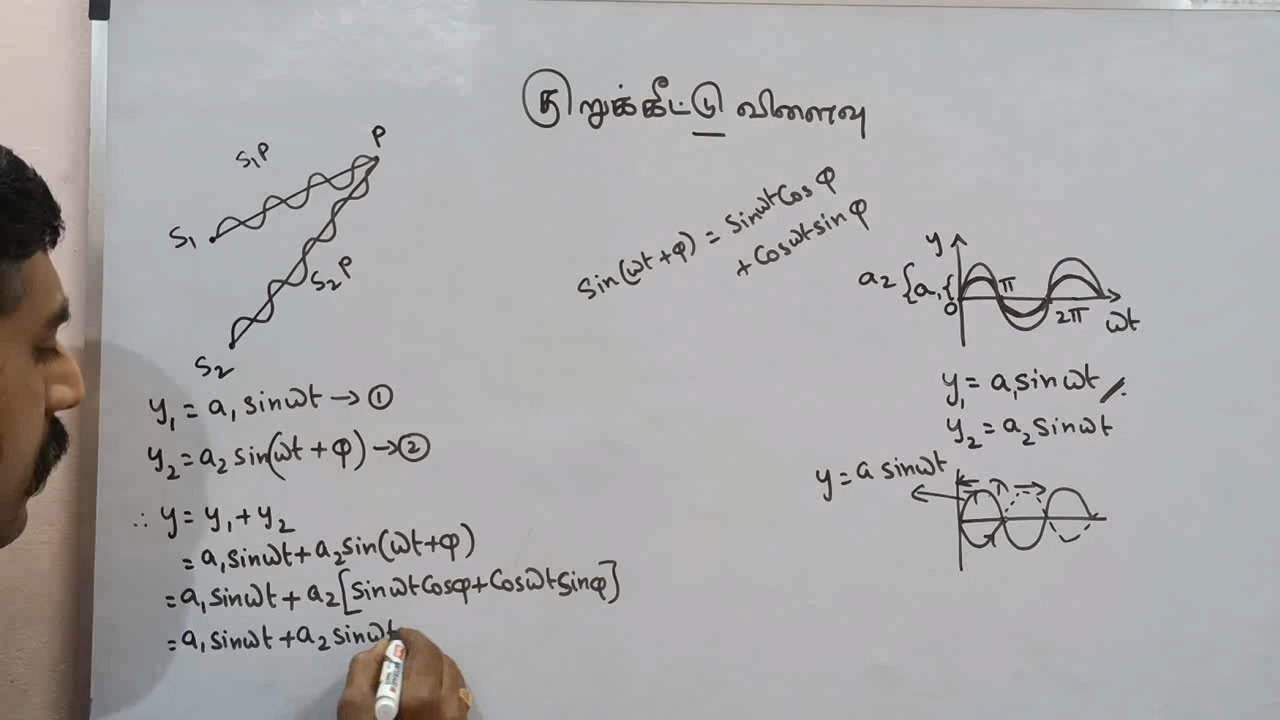 குறுக்கீட்டு விளைவு
S₁P
P
S₁
S₂P
S₂
y₁ = a₁ sinωt → ①
y₂ = a₂ sin(ωt + φ) → ②
∴ y = y₁ + y₂
= a₁ sinωt + a₂ sin(ωt + φ)
= a₁ sinωt + a₂ [sinωt Cosφ + Cosωt Sinφ]
= a₁ sinωt + a₂ sinωt
Sin(ωt + φ) = Sinωt Cos φ
+ Cosωt sin φ
y
a₂ { a₁ {
π
0
2π
ωt
y₁ = a₁ sin ωt
y₂ = a₂ sin ωt
y = a sinωt